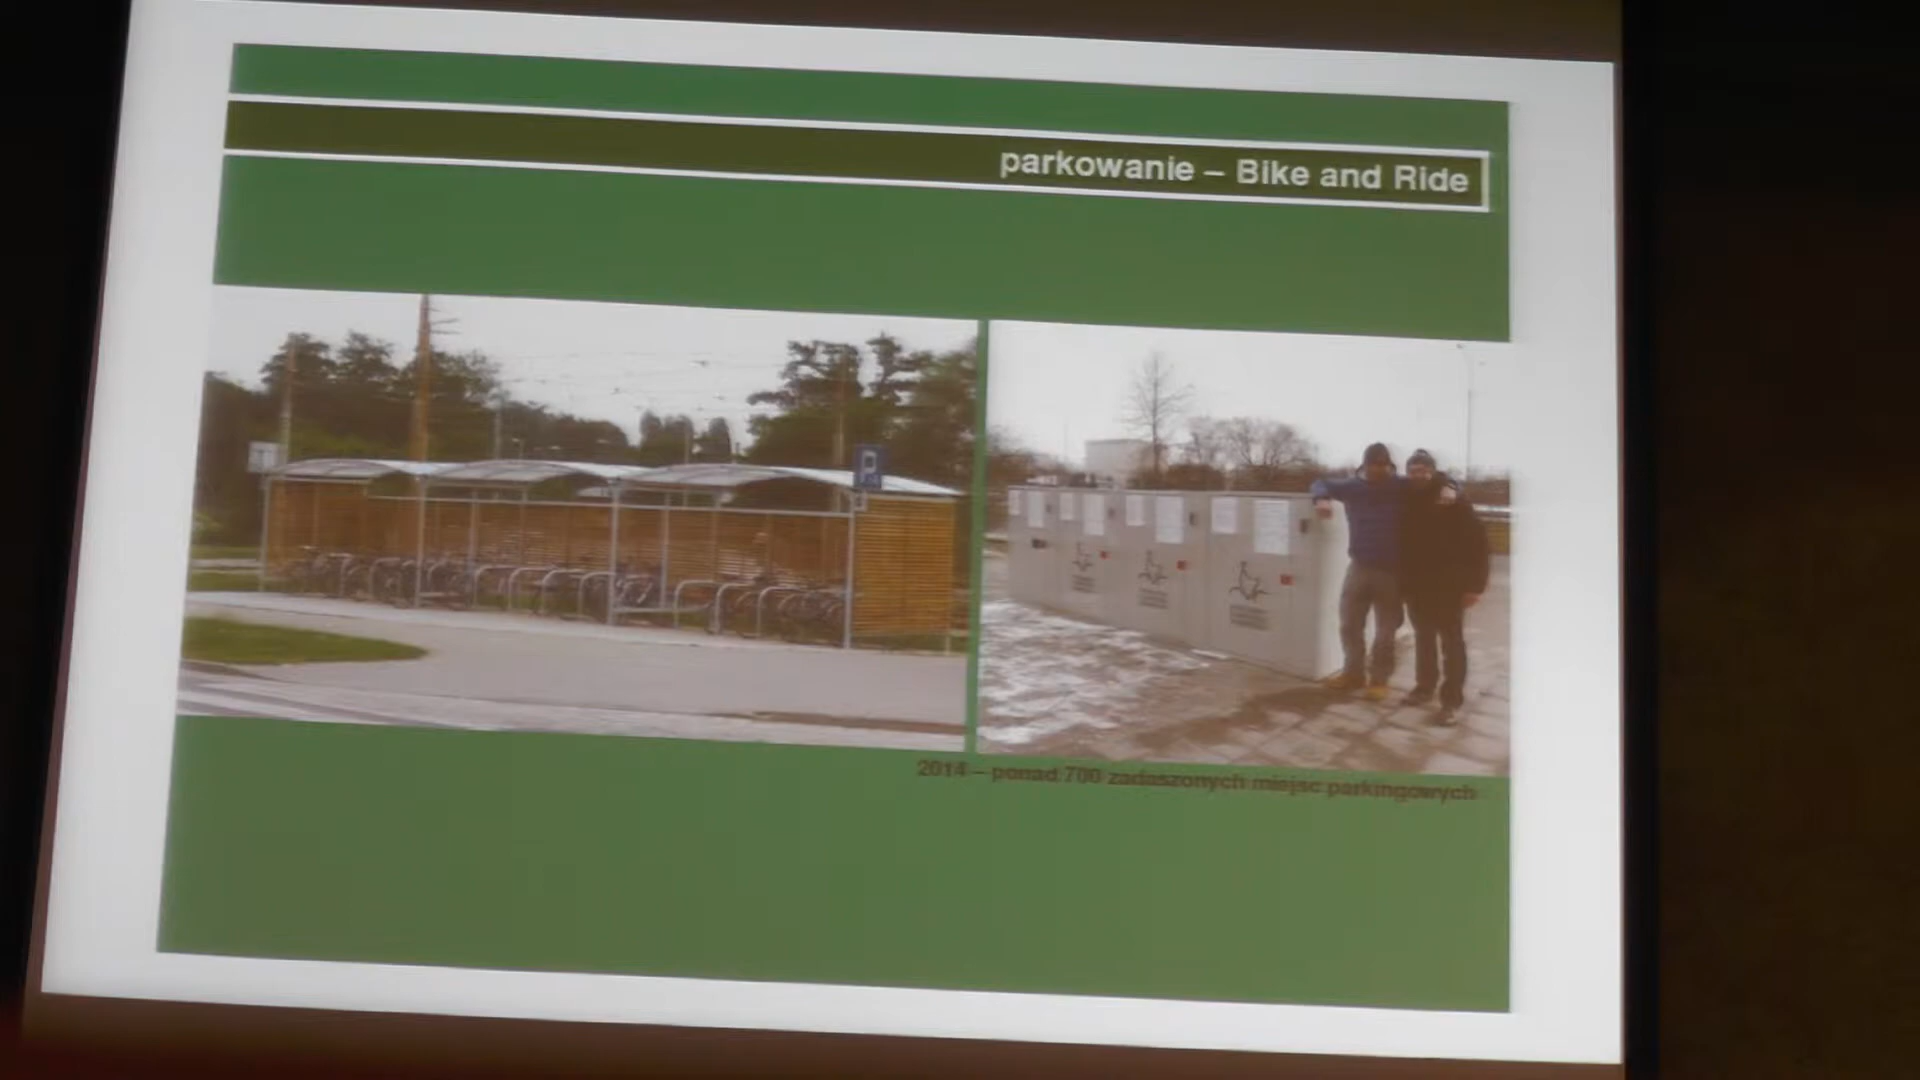 parkowanie – Bike and Ride
P
2014 – ponad 700 zadaszonych miejsc parkingowych